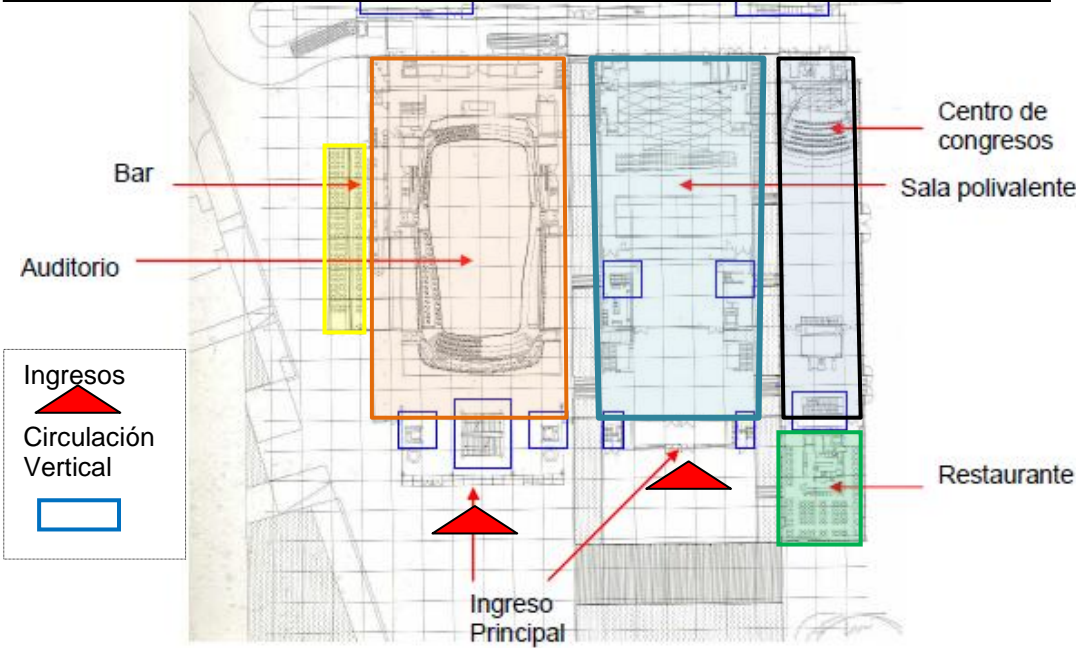 Centro de
congresos
Bar
Sala polivalente
Auditorio
Ingresos
Circulación
Vertical
Restaurante
Ingreso
Principal